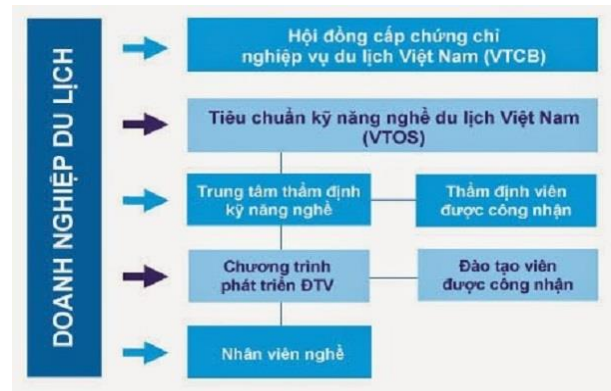 DOANH NGHIỆP DU LỊCH
Hội đồng cấp chứng chỉ
nghiệp vụ du lịch Việt Nam (VTCB)
Tiêu chuẩn kỹ năng nghề du lịch Việt Nam
(VTOS)
Trung tâm thẩm định
kỹ năng nghề
Thẩm định viên
được công nhận
Chương trình
phát triển ĐTV
Đào tạo viên
được công nhận
Nhân viên nghề